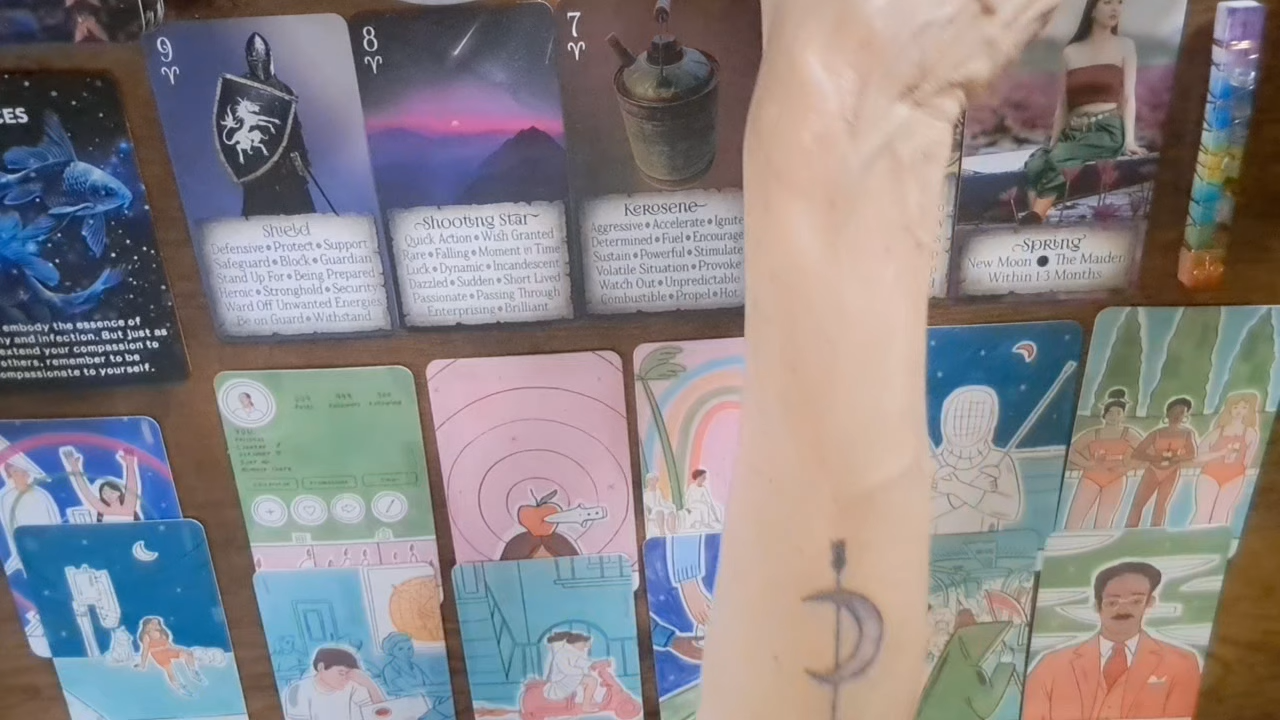 9
Shield
Defensive • Protect • Support
Safeguard • Block • Guardian
Stand Up For • Being Prepared
Heroic • Stronghold • Security
Ward Off Unwanted Energies
Be on Guard • Withstand
8
Shooting Star
Quick Action • Wish Granted
Rare • Falling • Moment in Time
Luck • Dynamic • Incandescent
Dazzled • Sudden • Short Lived
Passionate • Passing Through
Enterprising • Brilliant
7
Kerosene
Aggressive • Accelerate • Ignite
Determined • Fuel • Encourage
Sustain • Powerful • Stimulate
Volatile Situation • Provoke
Watch Out • Unpredictable
Combustible • Propel • Hot
Spring
New Moon ● The Maiden
Within 1-3 Months
CES
embody the essence of
ny and infection. But just as
extend your compassion to
others, remember to be
ompassionate to yourself.